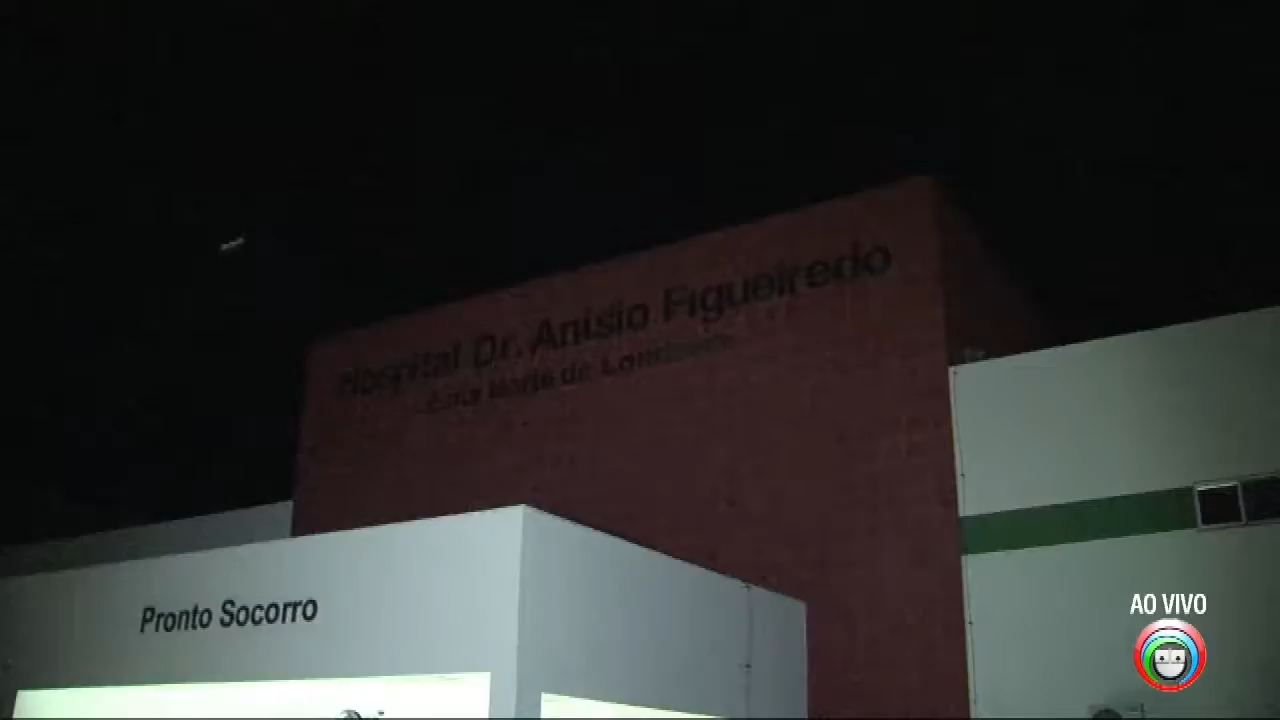 Hospital Dr. Anísio Figueiredo
Zona Norte de Londrina
Pronto Socorro
AO VIVO